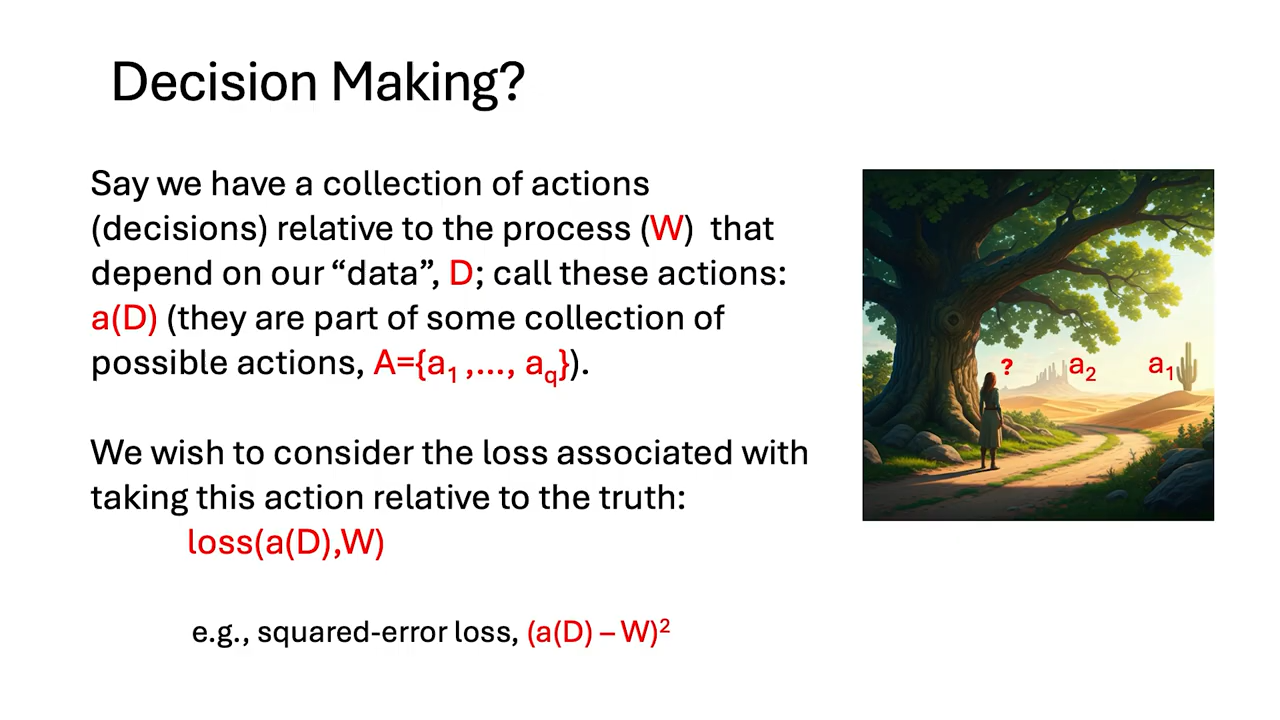 Decision Making?
Say we have a collection of actions
(decisions) relative to the process (W) that
depend on our “data”, D; call these actions:
a(D) (they are part of some collection of
possible actions, A={a₁ ,…, a_q}).
We wish to consider the loss associated with
taking this action relative to the truth:
loss(a(D),W)
e.g., squared-error loss, (a(D) – W)²
? a₂ a₁